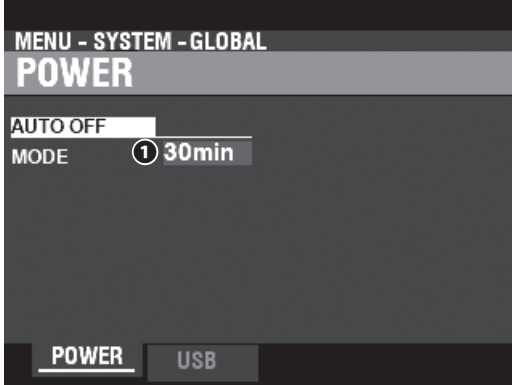 MENU - SYSTEM - GLOBAL
POWER
AUTO OFF
MODE 1 30min
POWER USB